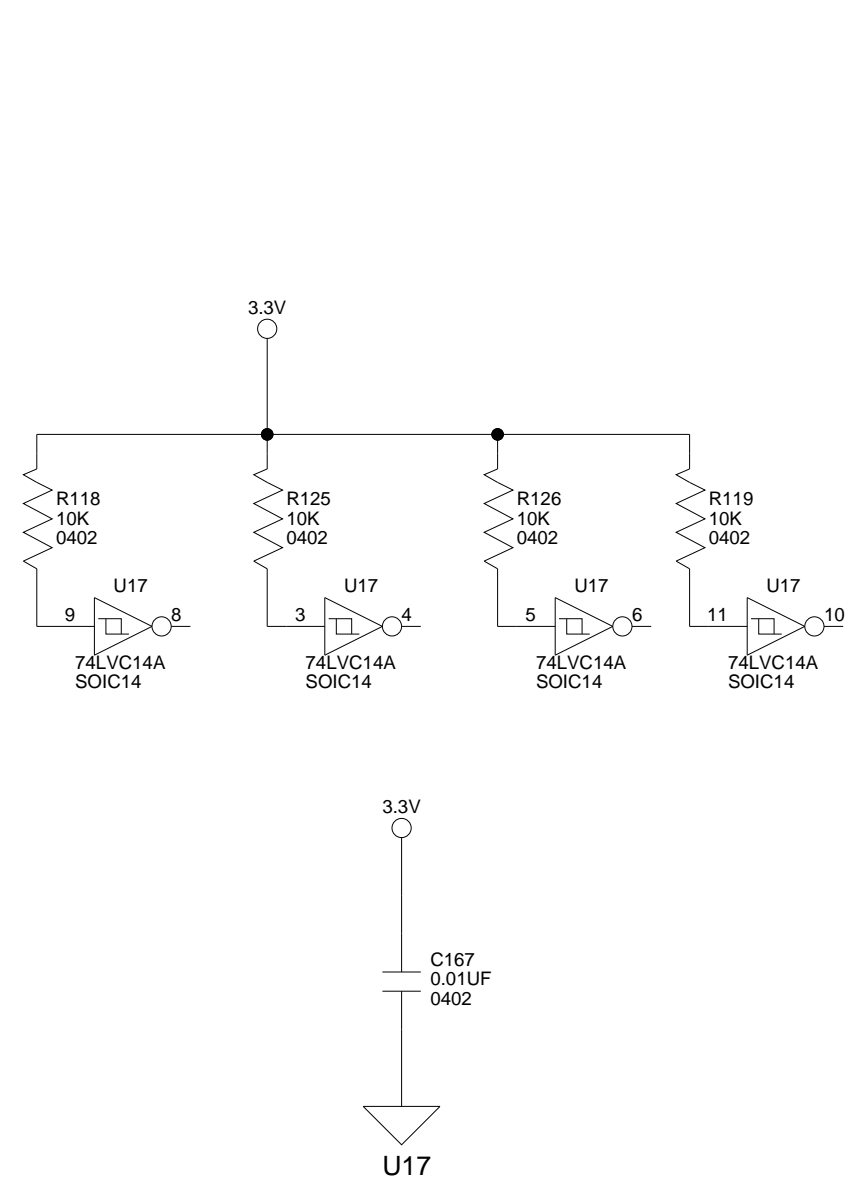 3.3V
R118
10K
0402
R125
10K
0402
R126
10K
0402
R119
10K
0402
U17
9
8
74LVC14A
SOIC14
U17
3
4
74LVC14A
SOIC14
U17
5
6
74LVC14A
SOIC14
U17
11
10
74LVC14A
SOIC14
3.3V
C167
0.01UF
0402
U17